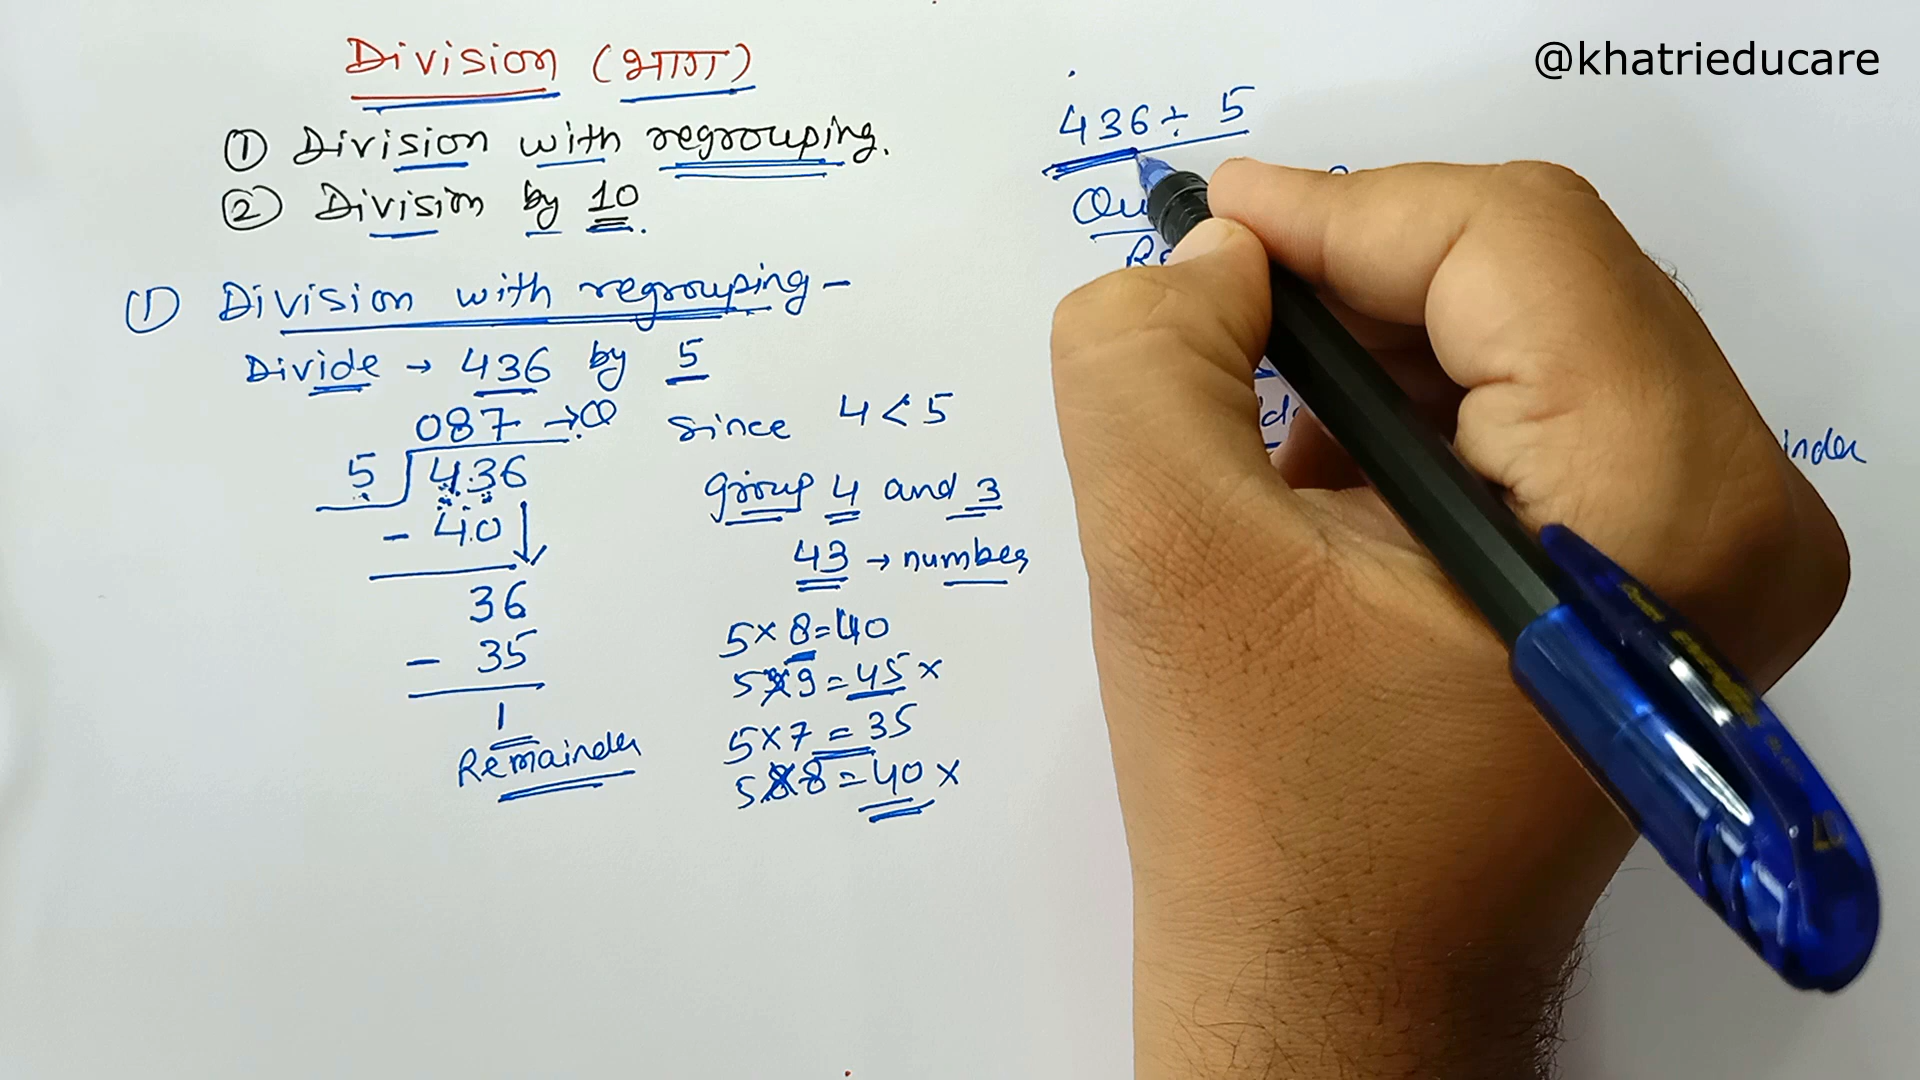 @khatrieducare
Division (भाग)
① Division with regrouping.
② Division by 10.
① Division with regrouping -
Divide → 436 by 5
087 → Q
5 436
- 40 ↓
36
- 35
1
Remainder
since 4 < 5
group 4 and 3
43 → number
5 × 8 = 40
5 × 9 = 45 ×
5 × 7 = 35
5 × 8 = 40 ×
436 ÷ 5